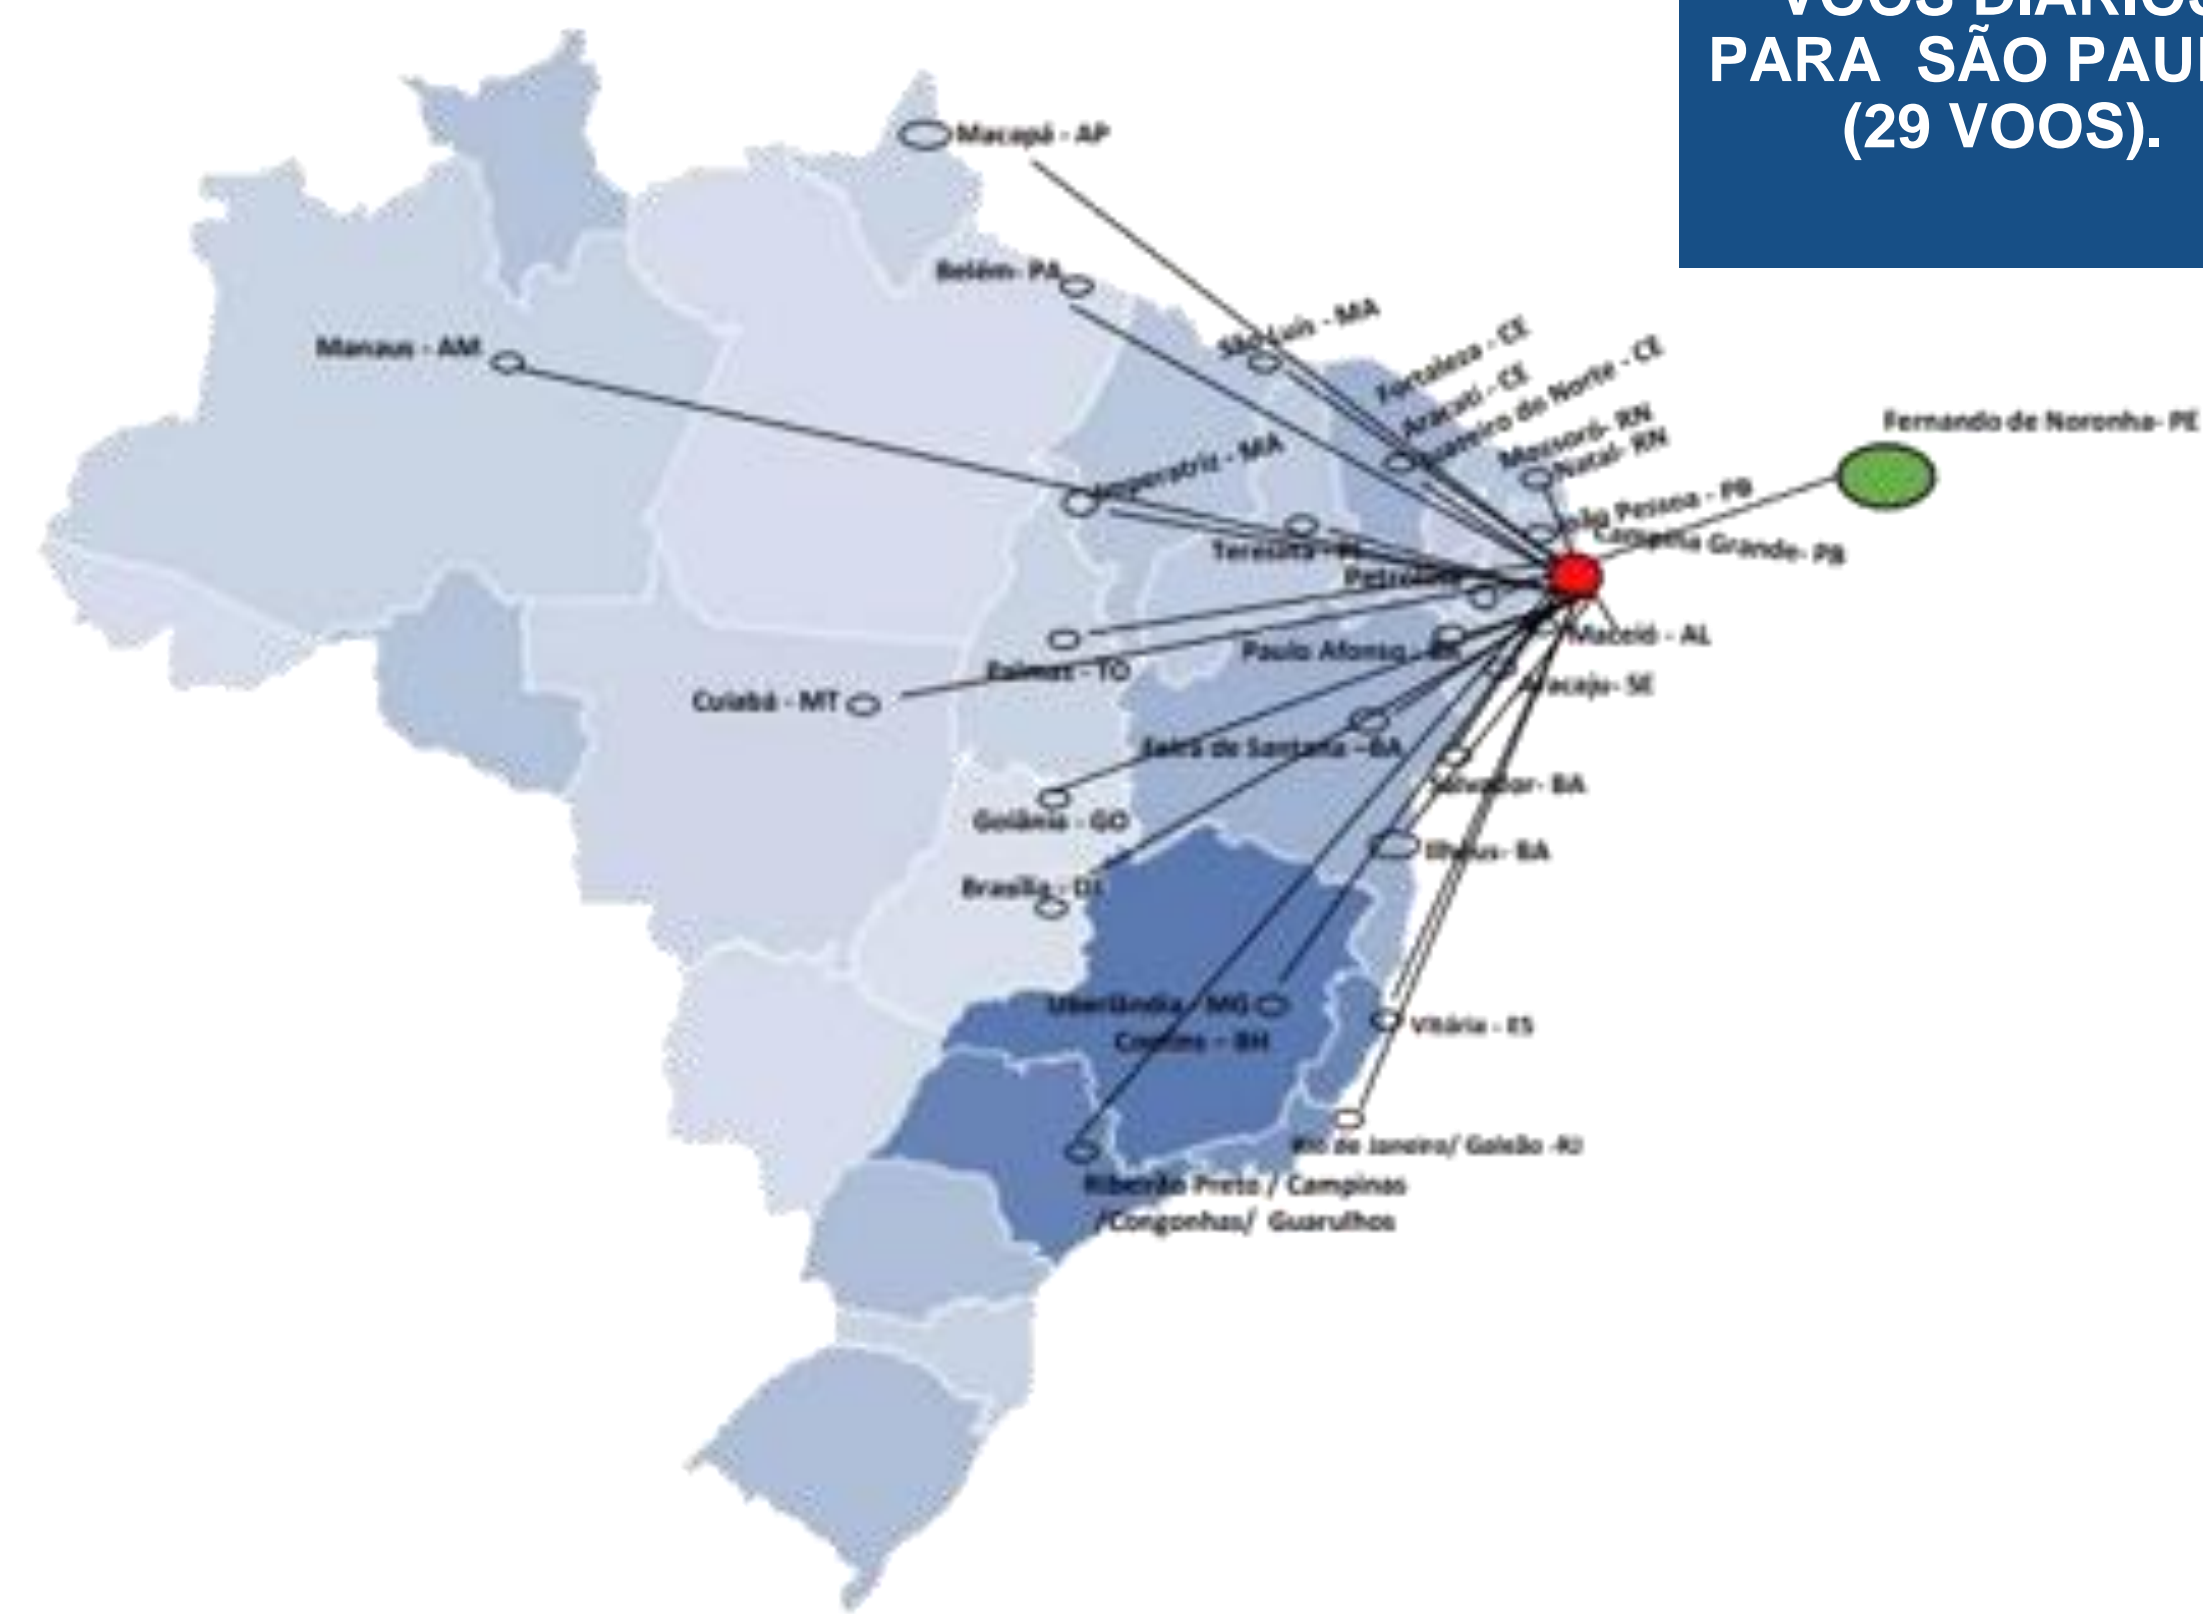 VOOS DIÁRIOS
PARA SÃO PAUL
(29 VOOS).
Macapá - AP
Belém- PA
São Luís - MA
Manaus - AM
Fortaleza - CE
Aracati - CE
Juazeiro do Norte - CE
Mossoró- RN
Natal- RN
Fernando de Noronha- PE
Imperatriz - MA
João Pessoa - PB
Campina Grande- PB
Teresina - PI
Petrolina
Maceió - AL
Paulo Afonso - BA
Palmas - TO
Aracaju- SE
Cuiabá - MT
Feira de Santana –BA
Salvador- BA
Goiânia - GO
Ilhéus- BA
Brasília - DF
Uberlândia - MG
Confins – BH
Vitória - ES
Rio de Janeiro/ Galeão -RJ
Ribeirão Preto / Campinas
/Congonhas/ Guarulhos